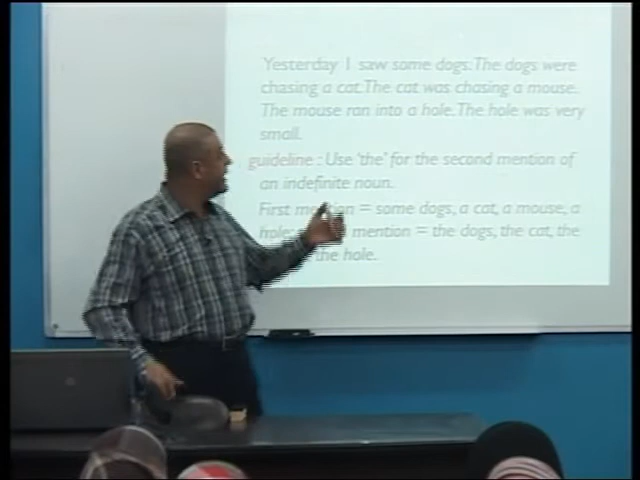 Yesterday I saw some dogs. The dogs were
chasing a cat. The cat was chasing a mouse.
The mouse ran into a hole. The hole was very
small.
guideline : Use 'the' for the second mention of
an indefinite noun.
First mention = some dogs, a cat, a mouse, a
hole; mention = the dogs, the cat, the
the hole.